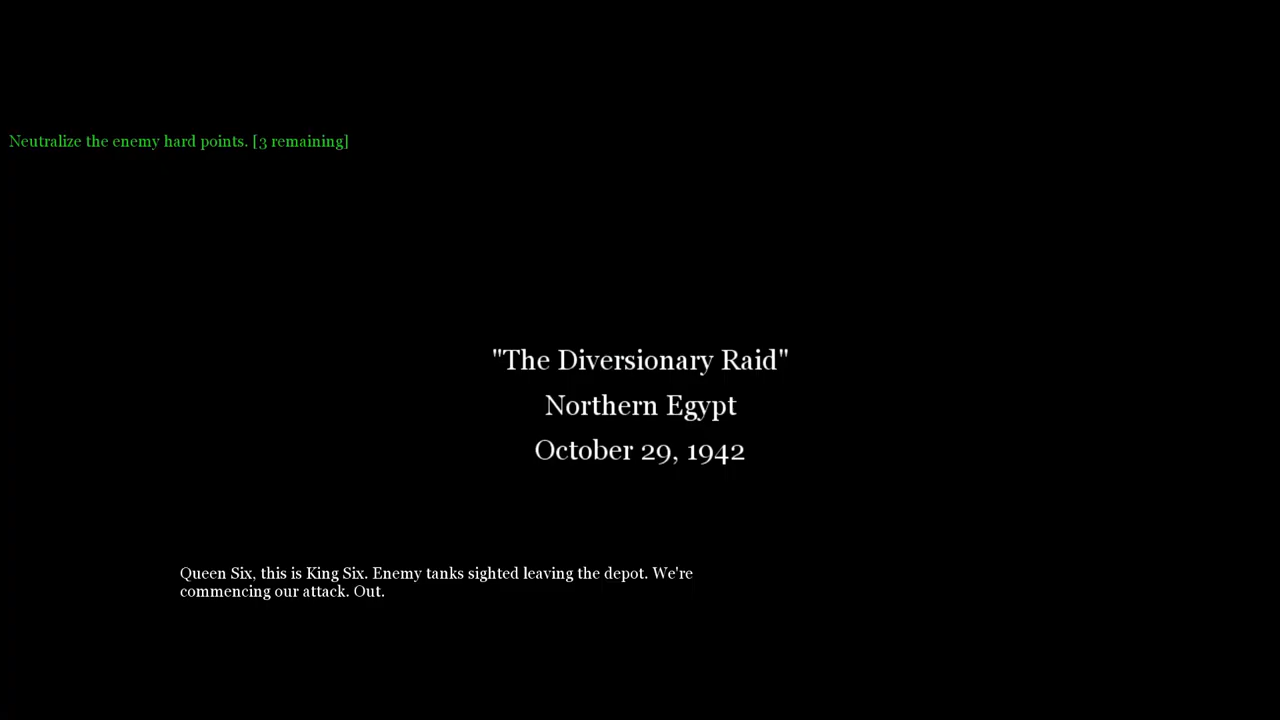 Neutralize the enemy hard points. [3 remaining]
"The Diversionary Raid"
Northern Egypt
October 29, 1942
Queen Six, this is King Six. Enemy tanks sighted leaving the depot. We're
commencing our attack. Out.